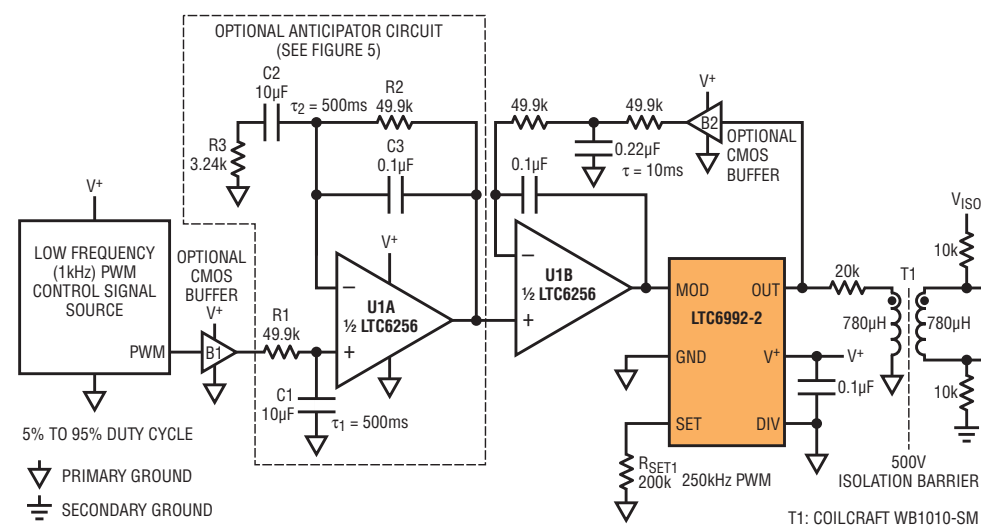 OPTIONAL ANTICIPATOR CIRCUIT
(SEE FIGURE 5)
C2
10µF
τ2 = 500ms
R2
49.9k
R3
3.24k
C3
0.1µF
V+
LOW FREQUENCY
(1kHz) PWM
CONTROL SIGNAL
SOURCE
PWM
5% TO 95% DUTY CYCLE
PRIMARY GROUND
SECONDARY GROUND
OPTIONAL
CMOS
BUFFER
V+
B1
R1
49.9k
C1
10µF
τ1 = 500ms
V+
−
U1A
½ LTC6256
+
49.9k
49.9k
0.22µF
τ = 10ms
0.1µF
V+
B2
OPTIONAL
CMOS
BUFFER
−
U1B
½ LTC6256
+
MOD
OUT
LTC6992-2
GND
V+
SET
DIV
V+
0.1µF
RSET1
200k
250kHz PWM
20k
T1
780µH
780µH
VISO
10k
10k
500V
ISOLATION BARRIER
T1: COILCRAFT WB1010-SM